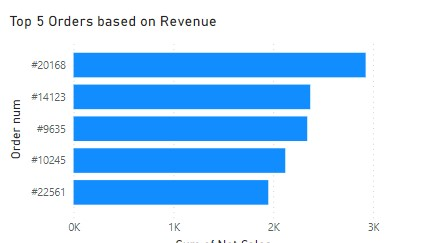 Top 5 Orders based on Revenue
Order num
#20168
#14123
#9635
#10245
#22561
0K 1K 2K 3K